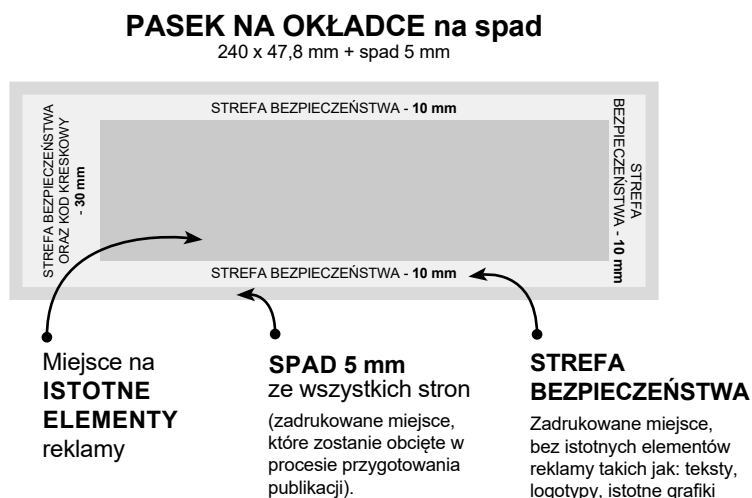 PASEK NA OKŁADCE na spad
240 x 47,8 mm + spad 5 mm
STREFA BEZPIECZEŃSTWA - 10 mm
STREFA BEZPIECZEŃSTWA
ORAZ KOD KRESKOWY
- 30 mm
STREFA
BEZPIECZEŃSTWA - 10 mm
STREFA BEZPIECZEŃSTWA - 10 mm
Miejsce na
ISTOTNE
ELEMENTY
reklamy
SPAD 5 mm
ze wszystkich stron
(zadrukowane miejsce,
które zostanie obcięte w
procesie przygotowania
publikacji).
STREFA
BEZPIECZEŃSTWA
Zadrukowane miejsce,
bez istotnych elementów
reklamy takich jak: teksty,
logotypy, istotne grafiki